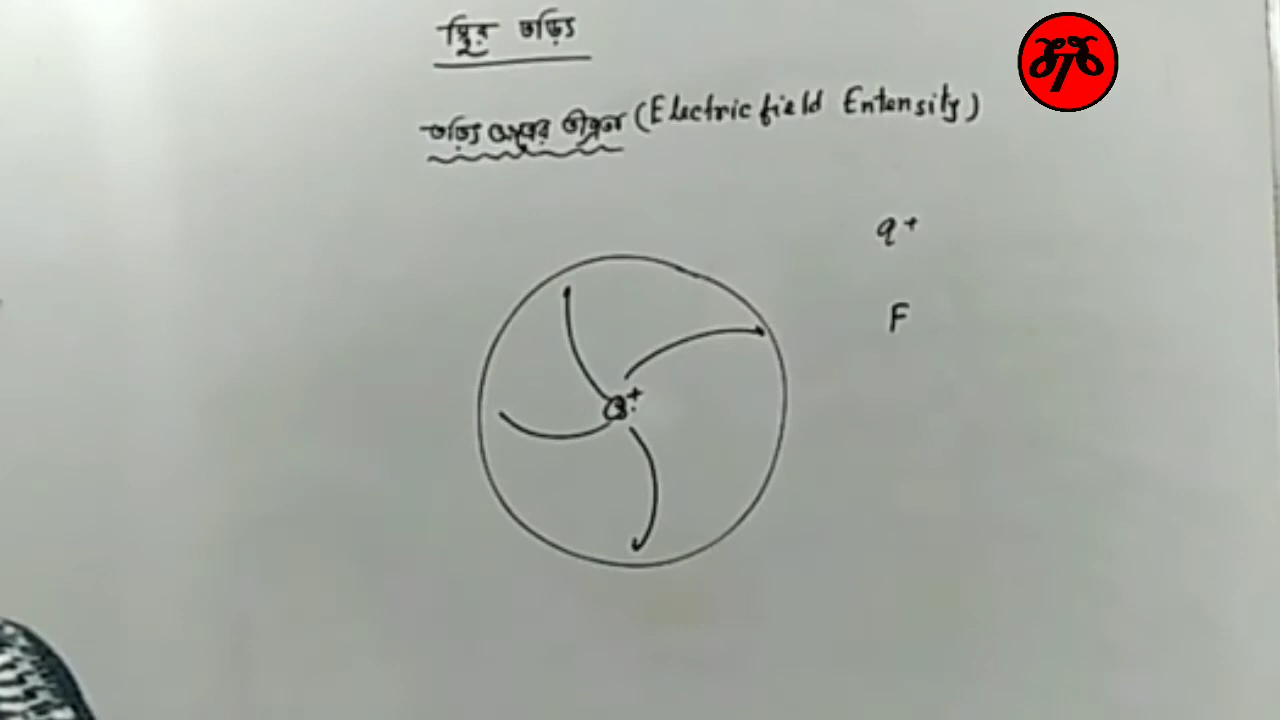 স্থির তড়িৎ
তড়িৎ ক্ষেত্রের তীব্রতা (Electric field Entensity)
q+
F
Q+